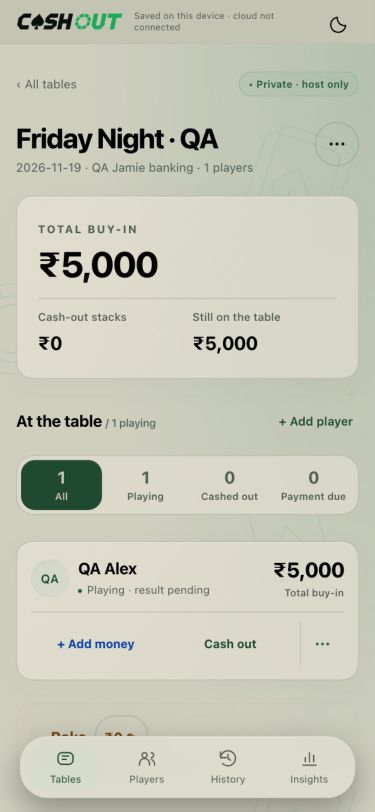 CASHOUT
Saved on this device · cloud not
connected
‹ All tables
• Private · host only
Friday Night · QA
2026-11-19 · QA Jamie banking · 1 players
TOTAL BUY-IN
₹5,000
Cash-out stacks
Still on the table
₹0
₹5,000
At the table / 1 playing
+ Add player
1
All
1
Playing
0
Cashed out
0
Payment due
QA
QA Alex
• Playing · result pending
₹5,000
Total buy-in
+ Add money
Cash out
Tables
Players
History
Insights